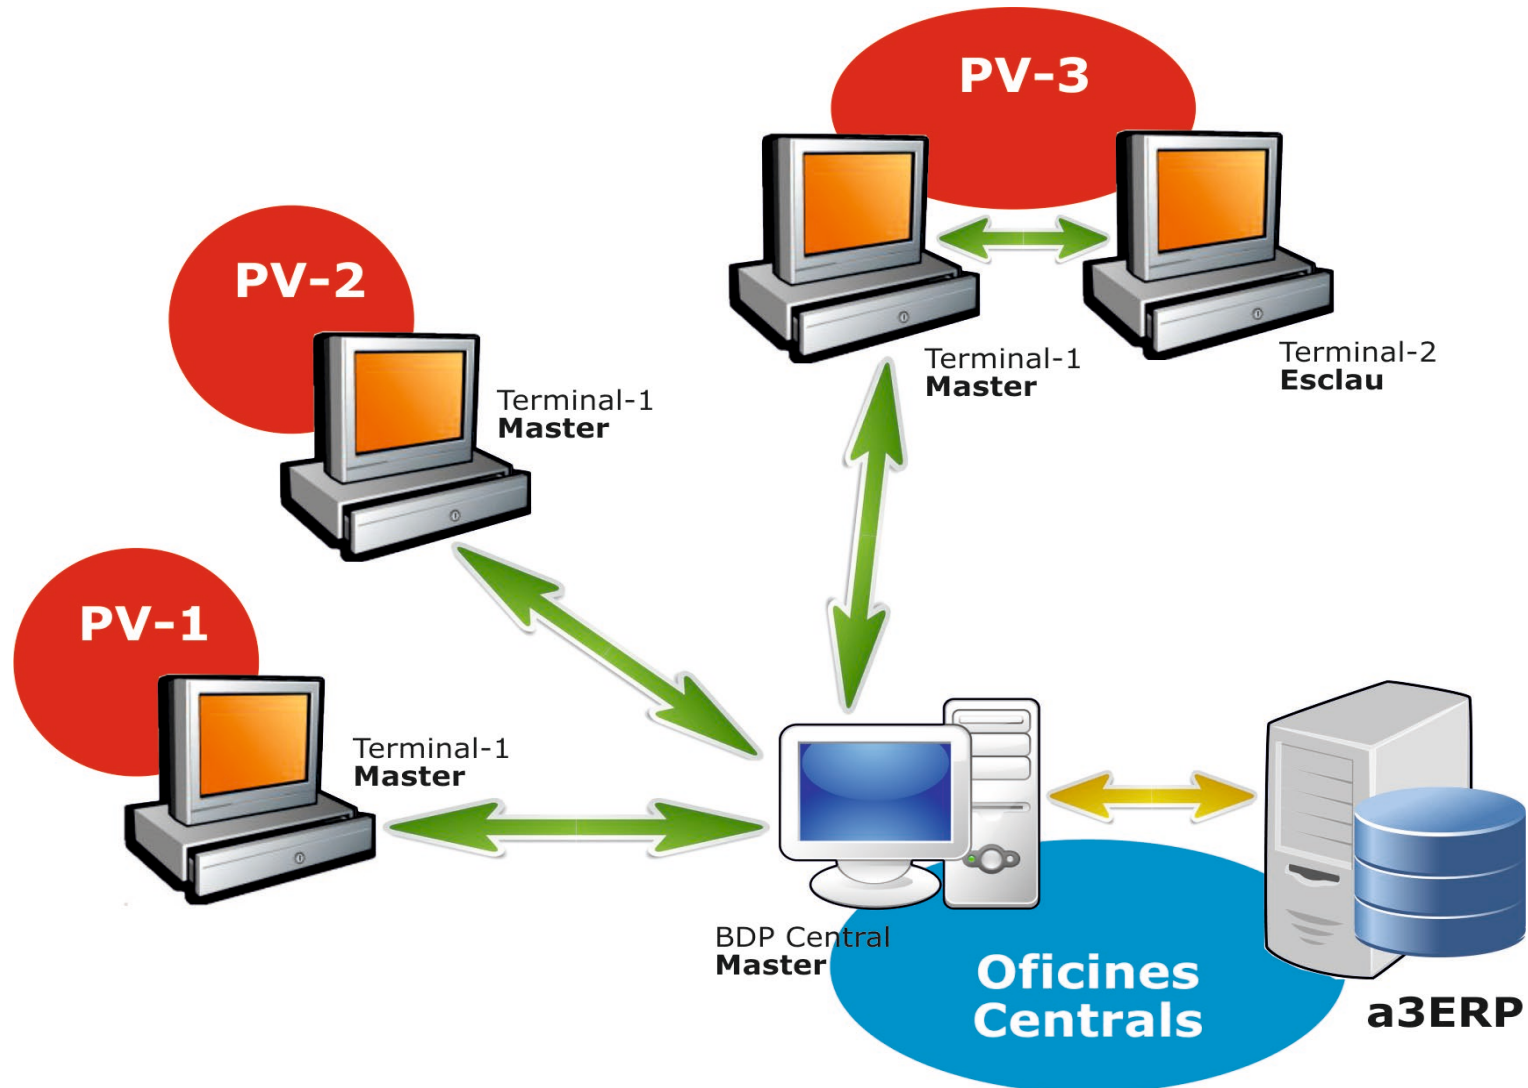 PV-3
Terminal-1
Master
Terminal-2
Esclau
PV-2
Terminal-1
Master
PV-1
Terminal-1
Master
BDP Central
Master
Oficines
Centrals
a3ERP